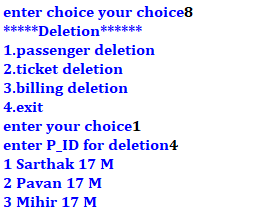 enter choice your choice8
*****Deletion******
1.passenger deletion
2.ticket deletion
3.billing deletion
4.exit
enter your choice1
enter P_ID for deletion4
1 Sarthak 17 M
2 Pavan 17 M
3 Mihir 17 M